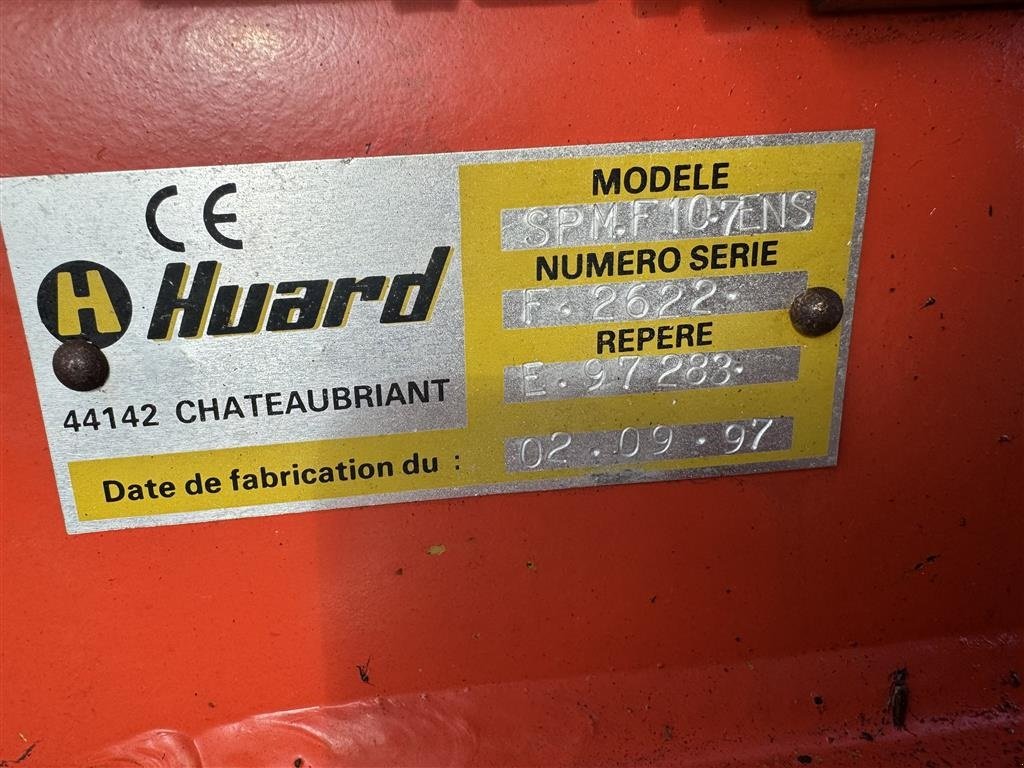 CE
H Huard
44142 CHATEAUBRIANT
MODELE
SPM.F107ENS
NUMERO SERIE
F.2622.
REPERE
E.97283.
Date de fabrication du : 02.09.97